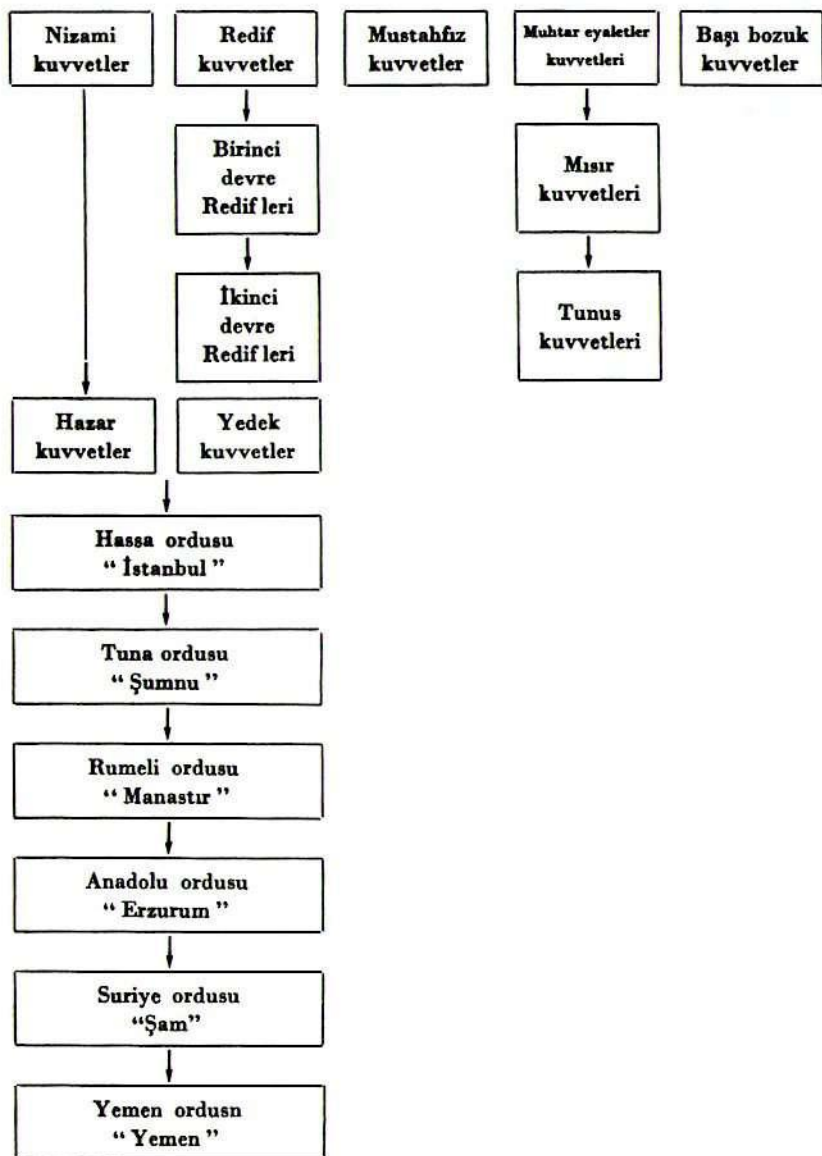 Nizami
kuvvetler
Redif
kuvvetler
Mustahfız
kuvvetler
Muhtar eyaletler
kuvvetleri
Başı bozuk
kuvvetler
Birinci
devre
Redif leri
Mısır
kuvvetleri
İkinci
devre
Redif leri
Tunus
kuvvetleri
Hazar
kuvvetler
Yedek
kuvvetler
Hassa ordusu
“ İstanbul ”
Tuna ordusu
“ Şumnu ”
Rumeli ordusu
“ Manastır ”
Anadolu ordusu
“ Erzurum ”
Suriye ordusu
“Şam”
Yemen ordusn
“ Yemen ”